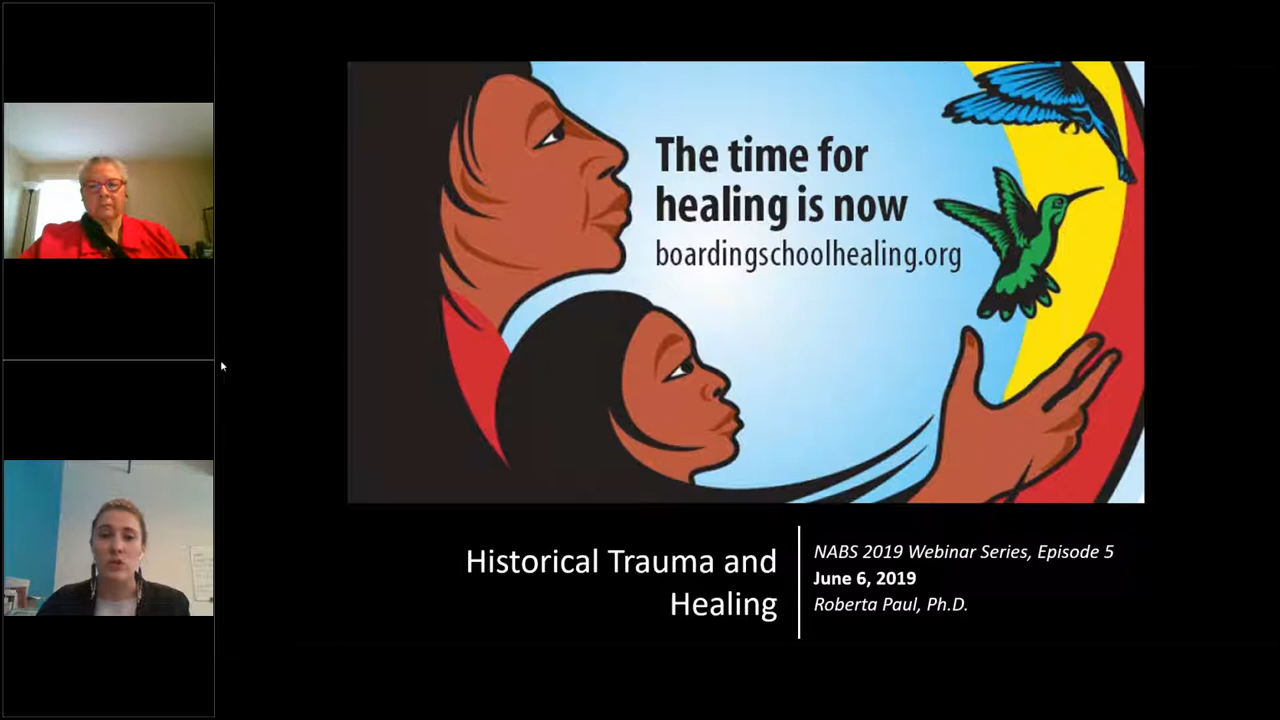 The time for
healing is now
boardingschoolhealing.org
Historical Trauma and
Healing
NABS 2019 Webinar Series, Episode 5
June 6, 2019
Roberta Paul, Ph.D.